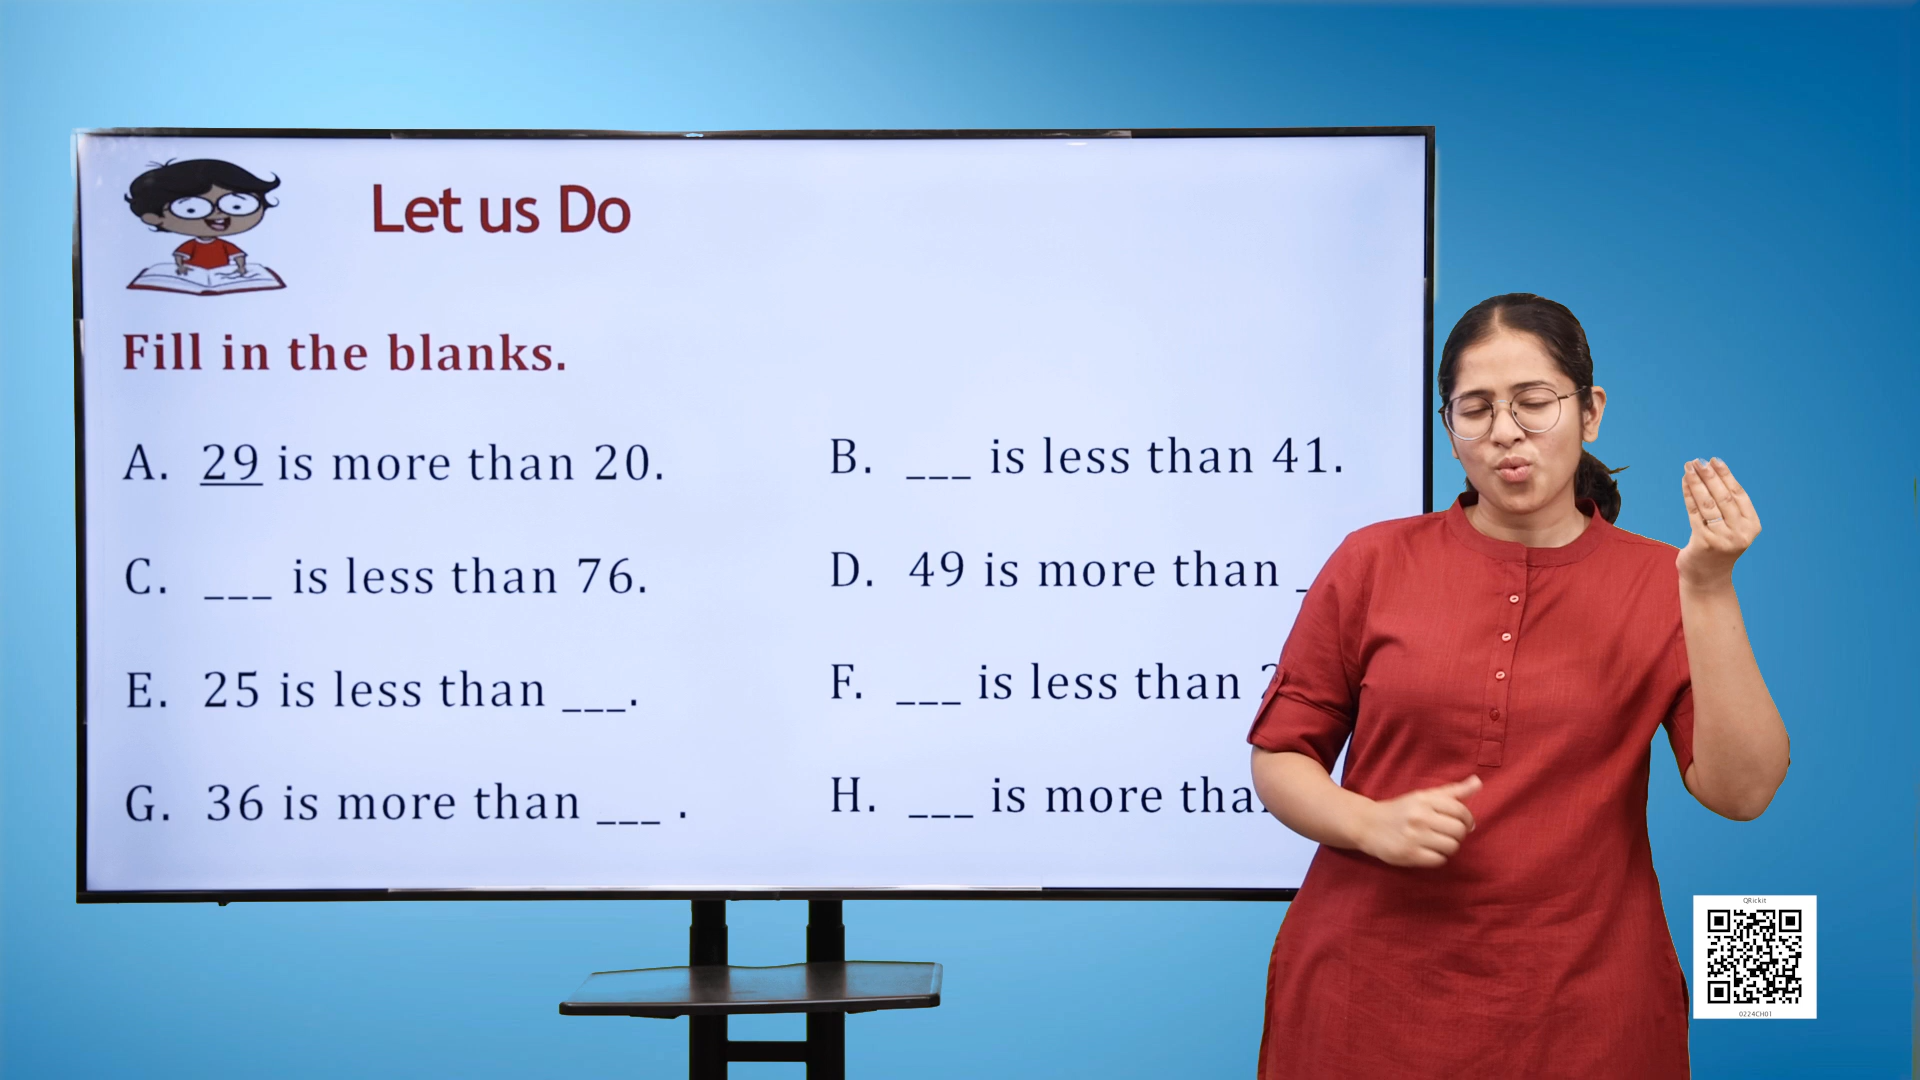 Let us Do
Fill in the blanks.
A. 29 is more than 20.
B. ___ is less than 41.
C. ___ is less than 76.
D. 49 is more than _
E. 25 is less than ___.
F. ___ is less than
G. 36 is more than ___ .
H. ___ is more
QRickit
0224CH01